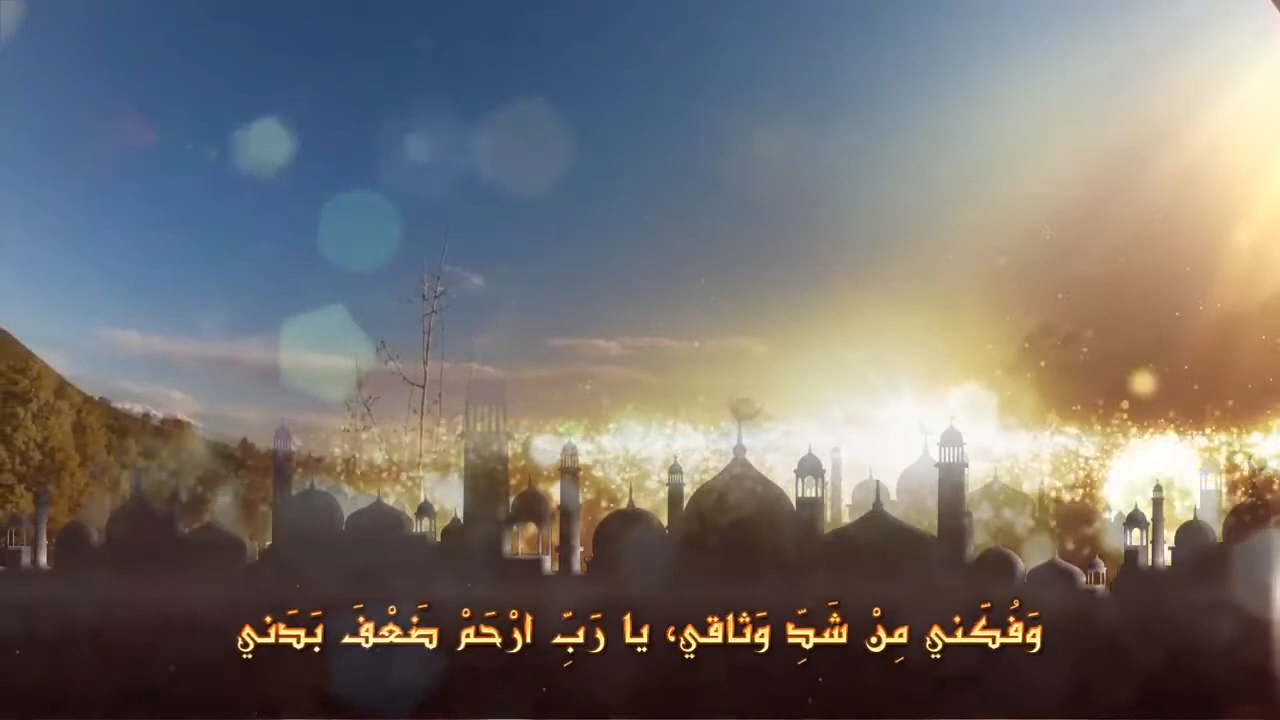 وَفُكَني مِنْ شَدِّ وَثاقي، يا رَبِّ ارْحَمْ ضَعْفَ بَدَني